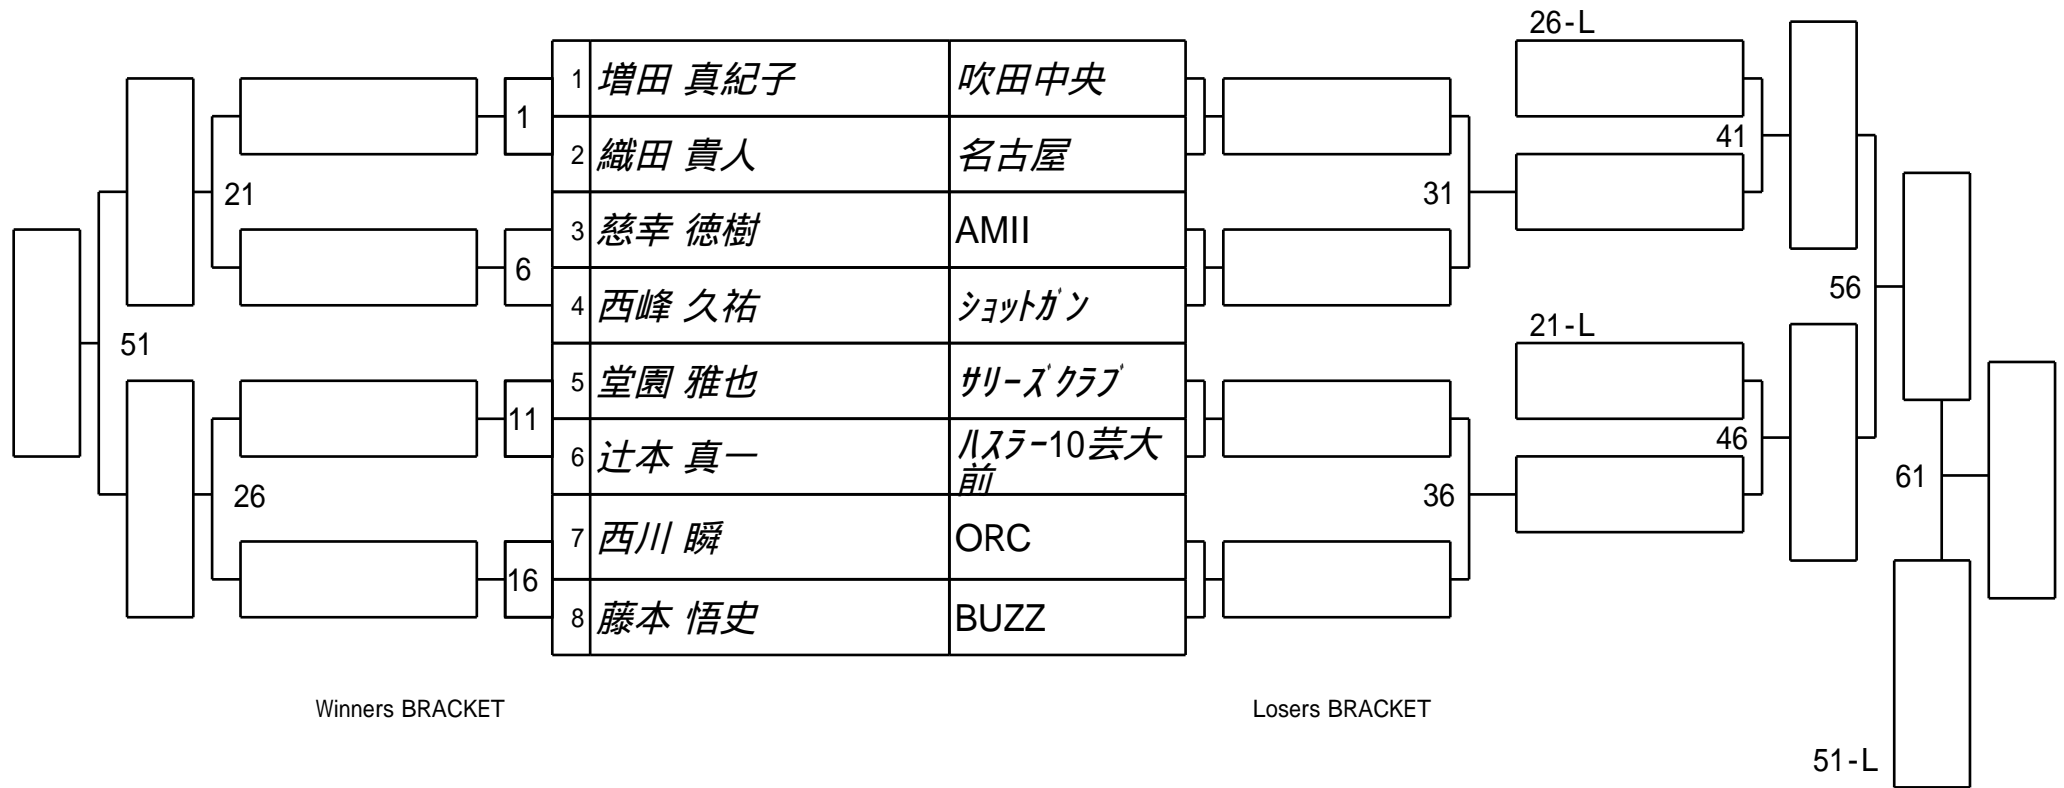 26-L
1 増田 真紀子 吹田中央
1
41
2 織田 貴人 名古屋
21
31
3 慈幸 徳樹 AMII
6
4 西峰 久祐 ショットガン
56
21-L
51
5 堂園 雅也 サリーズクラブ
11
6 辻本 真一 ハスラー10芸大
前
46
61
26
36
7 西川 瞬 ORC
16
8 藤本 悟史 BUZZ
Winners BRACKET
Losers BRACKET
51-L